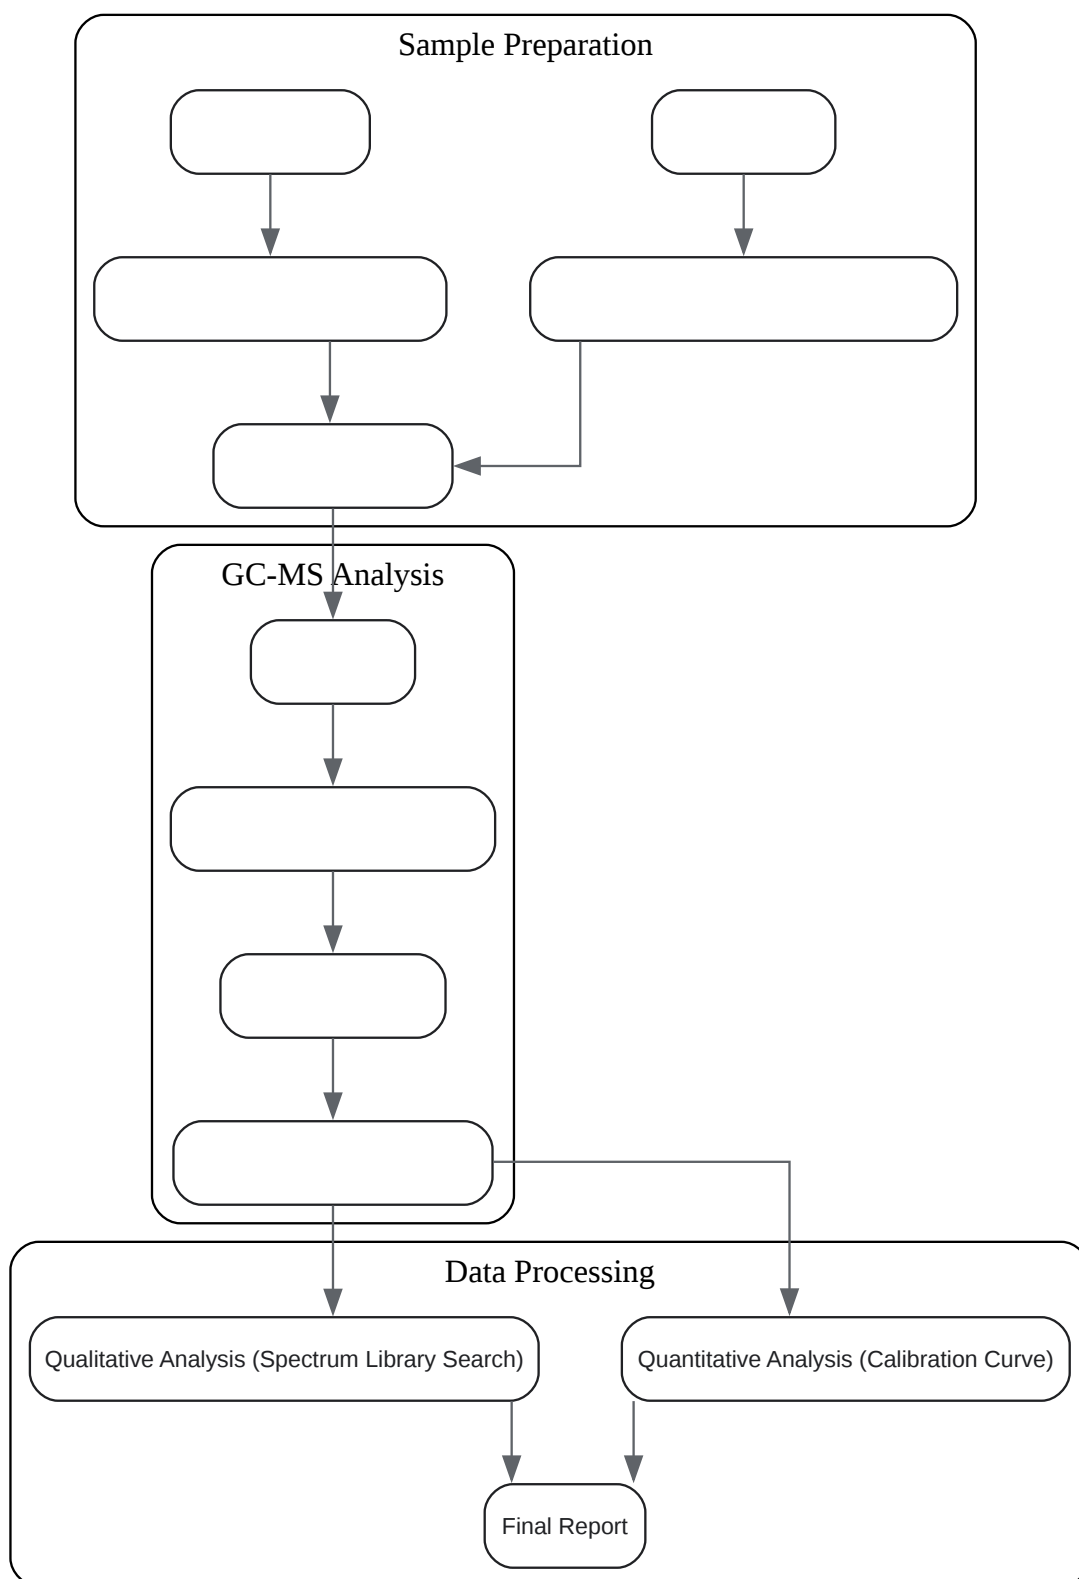 Sample Preparation
GC-MS Analysis
Data Processing
Qualitative Analysis (Spectrum Library Search)
Quantitative Analysis (Calibration Curve)
Final Report